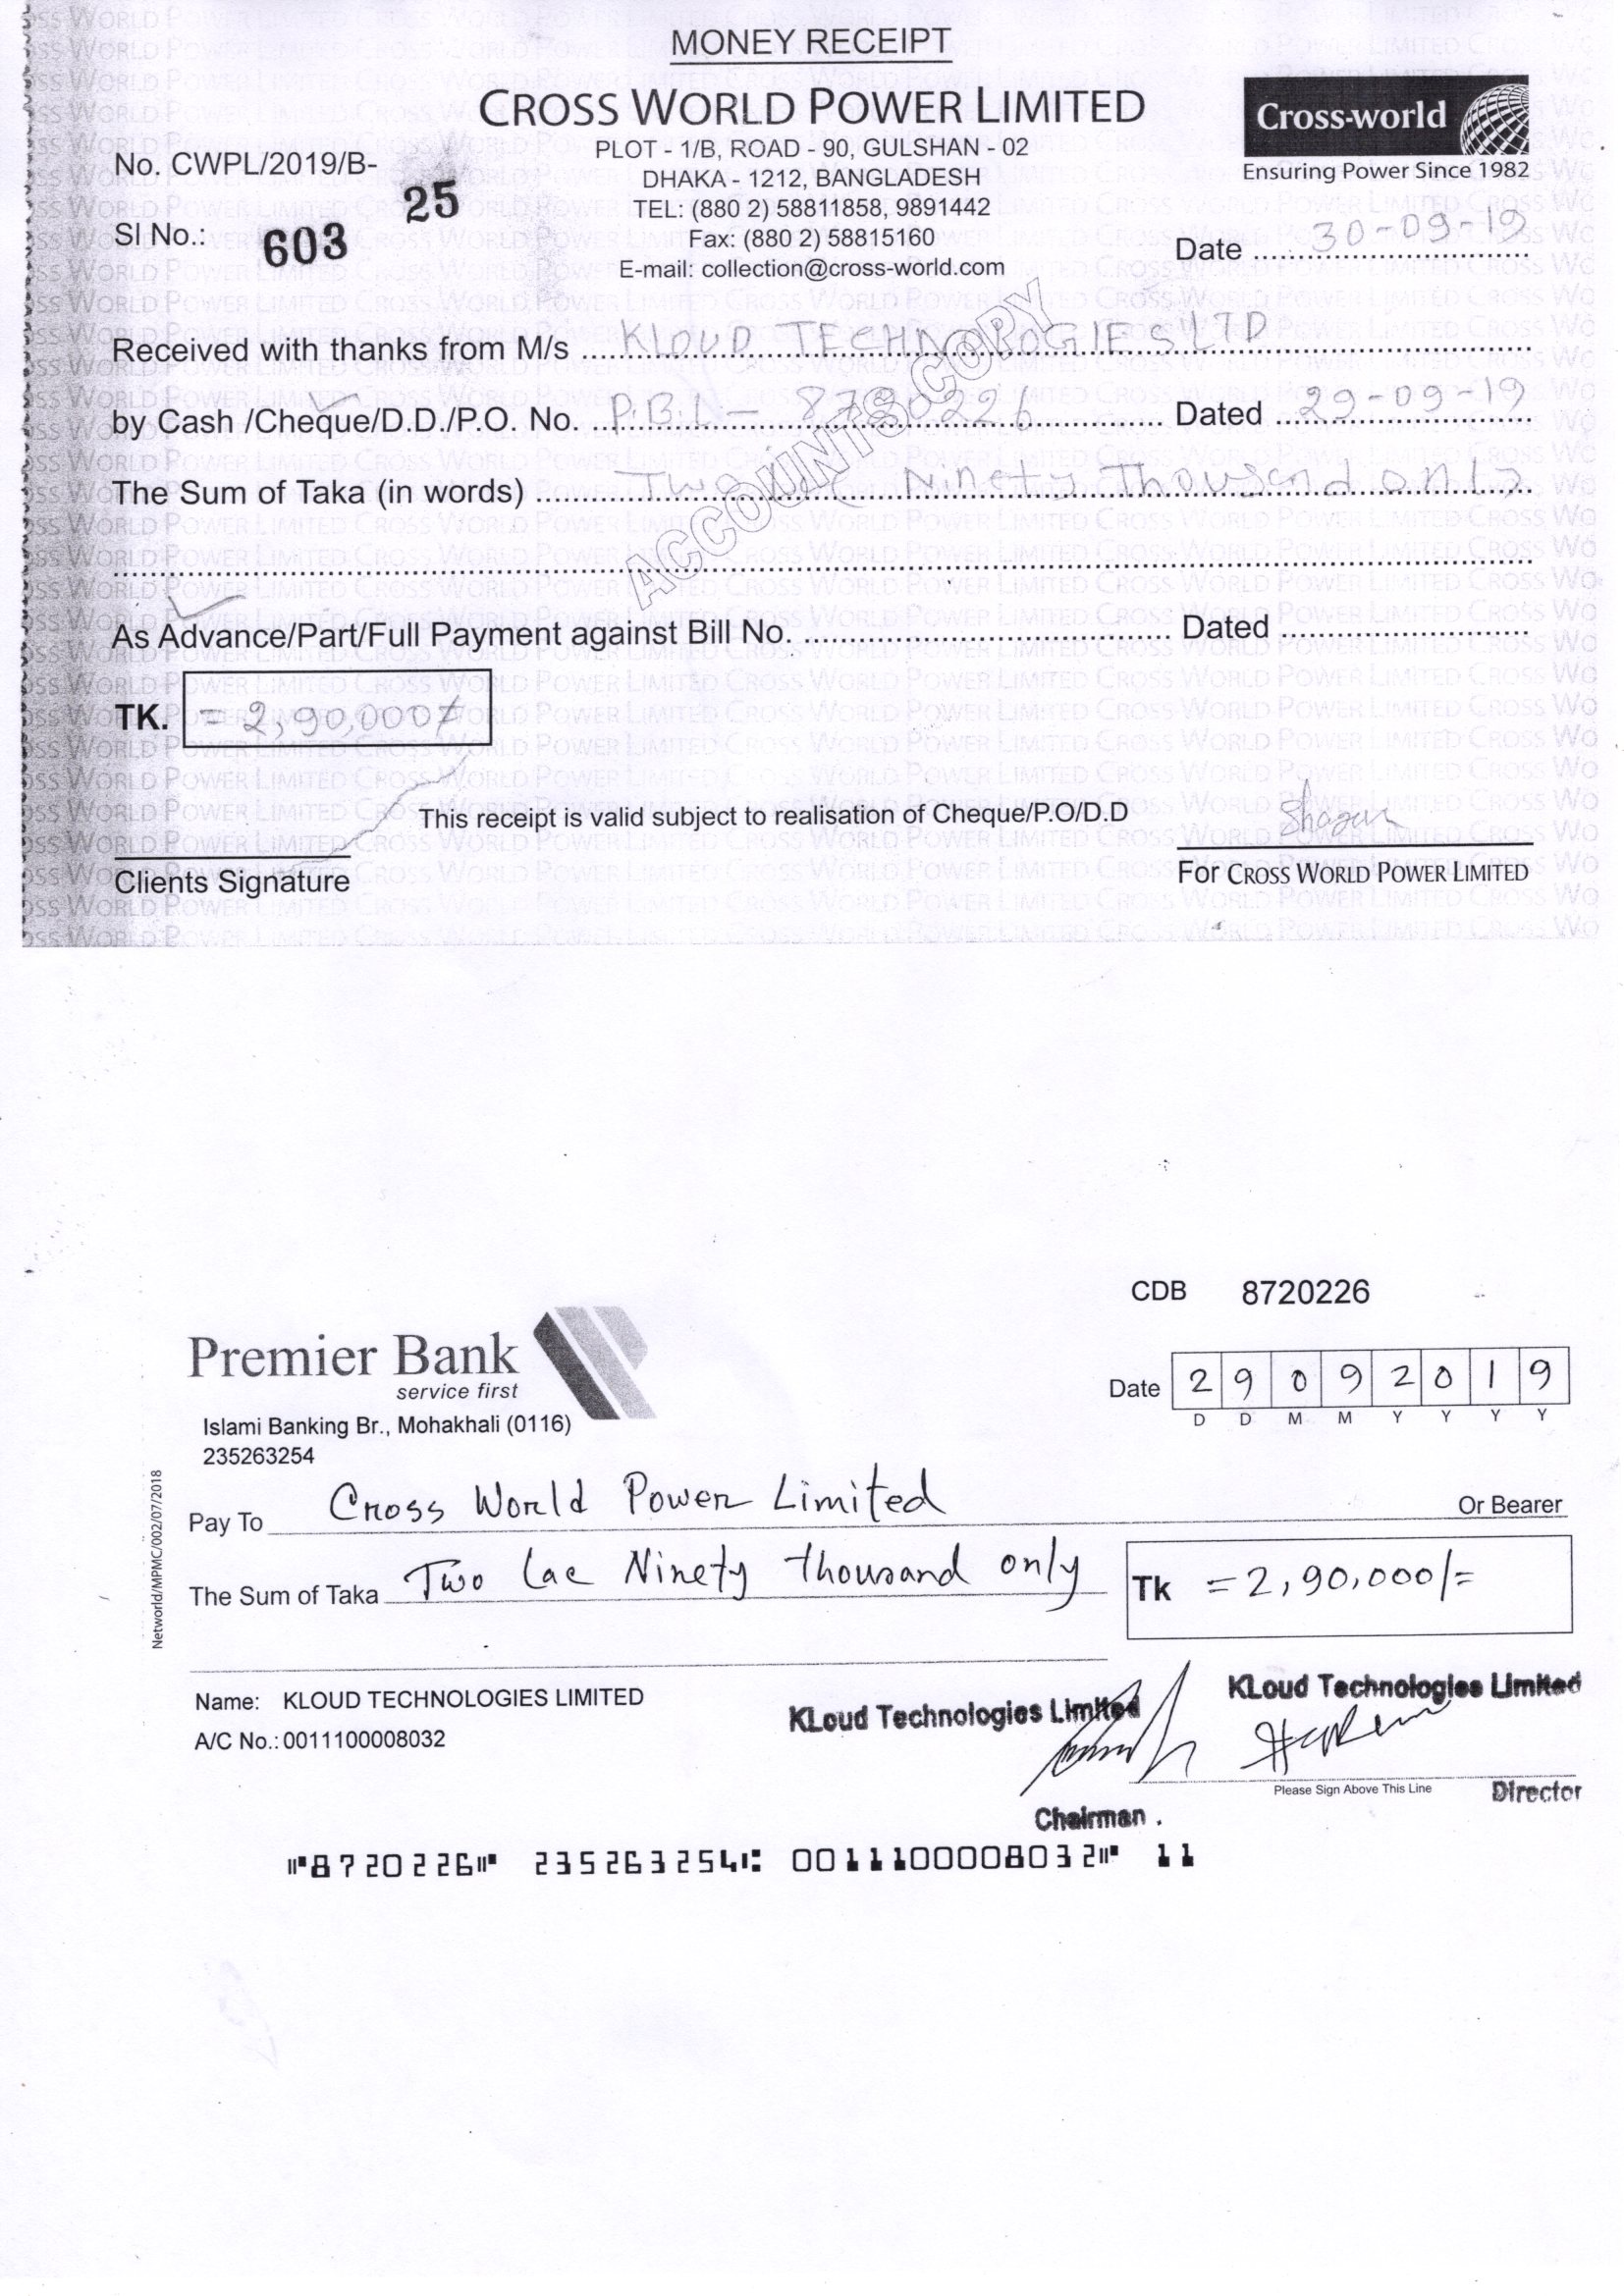 MONEY RECEIPT
CROSS WORLD POWER LIMITED
PLOT - 1/B, ROAD - 90, GULSHAN - 02
DHAKA - 1212, BANGLADESH
TEL: (880 2) 58811858, 9891442
Fax: (880 2) 58815160
E-mail: collection@cross-world.com
Cross-world
Ensuring Power Since 1982
No. CWPL/2019/B- 25
Sl No.: 603
Date 30-09-19
Received with thanks from M/s KLOUD TECHNOLOGIES LTD
by Cash /Cheque/D.D./P.O. No. P.B.L - Dated 29-09-19
The Sum of Taka (in words) Two Ninety Thousand only
ACCOUNTS COPY
As Advance/Part/Full Payment against Bill No. Dated
TK. =2,90,000/=
This receipt is valid subject to realisation of Cheque/P.O/D.D
Clients Signature
For CROSS WORLD POWER LIMITED
CDB 8720226
Premier Bank
service first
Islami Banking Br., Mohakhali (0116)
235263254
Date 2 9 0 9 2 0 1 9
D D M M Y Y Y Y
Networld/MPMC/002/07/2018
Pay To Cross World Power Limited Or Bearer
The Sum of Taka Two Lac Ninety thousand only Tk =2,90,000/=
Name: KLOUD TECHNOLOGIES LIMITED
A/C No.: 0011100008032
KLoud Technologies Limited
KLoud Technologies Limited
Please Sign Above This Line
Director
Chairman .
⑈8720226⑈ 235263254⑆ 0011100008032⑈ 11